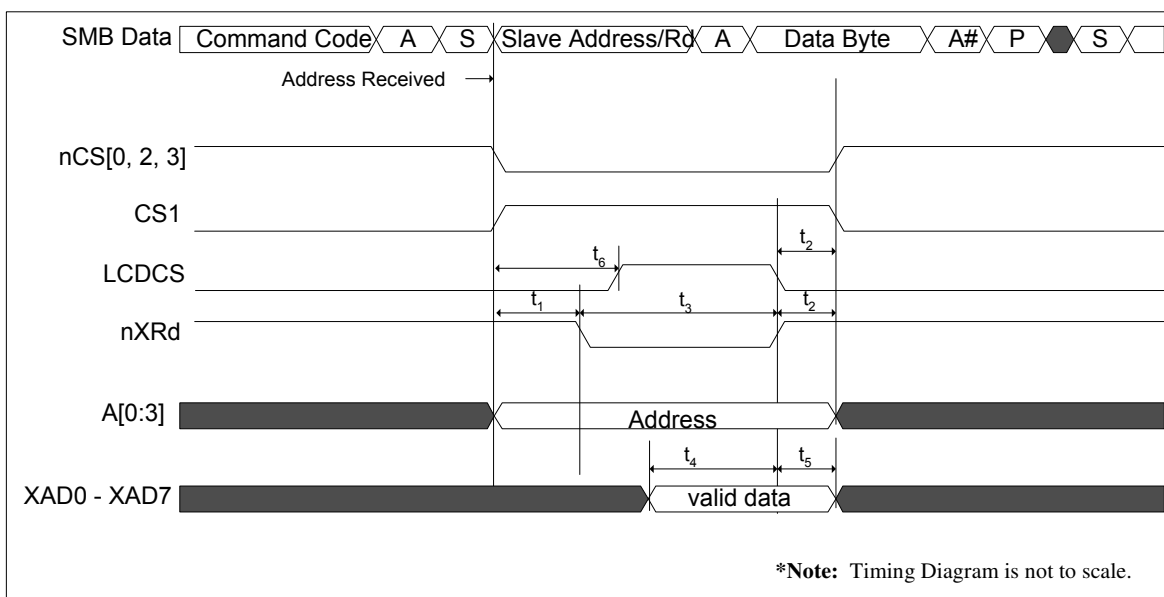 SMB Data Command Code A S Slave Address/Rd A Data Byte A# P S
Address Received
nCS[0, 2, 3]
CS1
t2
t6
LCDCS
t1 t3 t2
nXRd
A[0:3] Address
t4 t5
XAD0 - XAD7 valid data
*Note: Timing Diagram is not to scale.